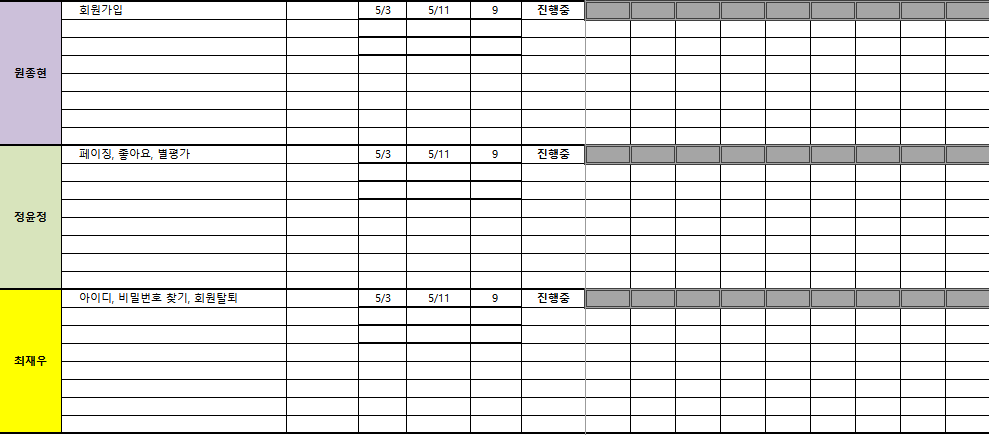 회원가입 5/3 5/11 9 진행중
원종현
페이징, 좋아요, 별평가 5/3 5/11 9 진행중
정윤정
아이디, 비밀번호 찾기, 회원탈퇴 5/3 5/11 9 진행중
최재우